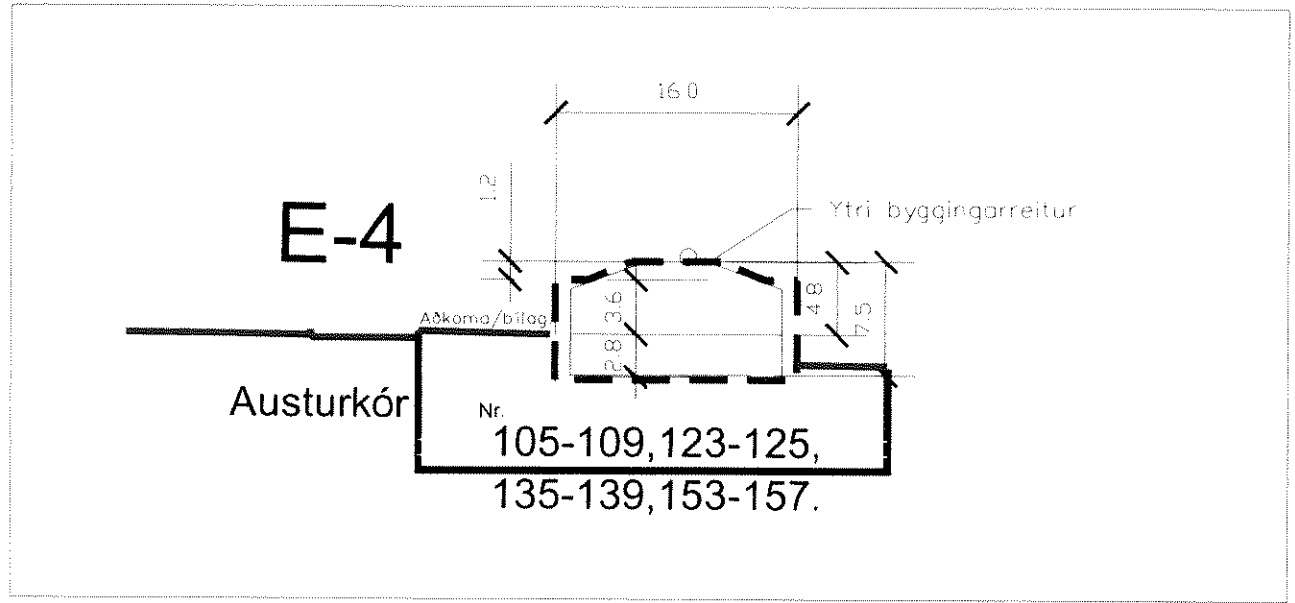 16.0
1.2
E-4
Ytri byggingarreitur
3.6
4.8
7.5
Aðkoma/bílag
2.8
Austurkór
Nr.
105-109,123-125,
135-139,153-157.